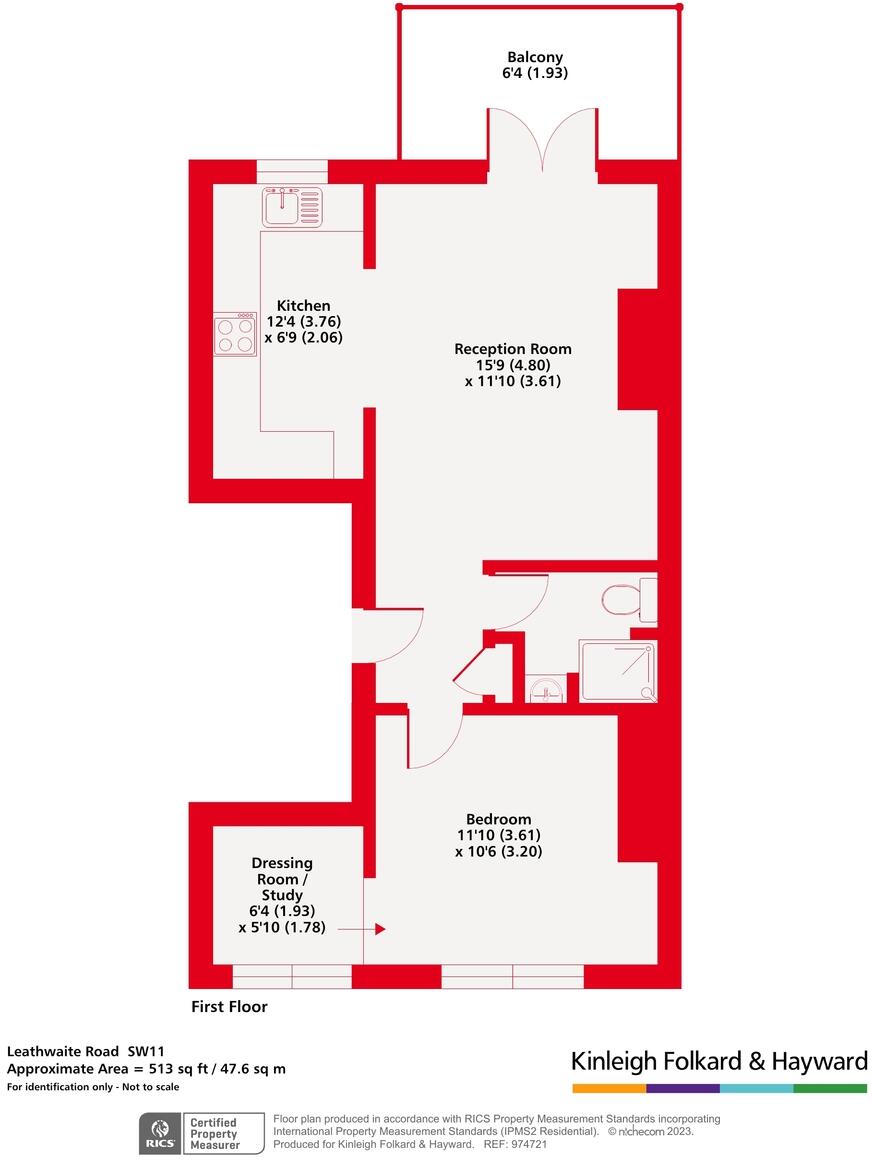 Balcony
6'4 (1.93)
Kitchen
12'4 (3.76)
x 6'9 (2.06)
Reception Room
15'9 (4.80)
x 11'10 (3.61)
Bedroom
11'10 (3.61)
x 10'6 (3.20)
Dressing
Room /
Study
6'4 (1.93)
x 5'10 (1.78)
First Floor
Leathwaite Road SW11
Approximate Area = 513 sq ft / 47.6 sq m
For identification only - Not to scale
Kinleigh Folkard & Hayward
RICS
Certified
Property
Measurer
Floor plan produced in accordance with RICS Property Measurement Standards incorporating
International Property Measurement Standards (IPMS2 Residential). © nichecom 2023.
Produced for Kinleigh Folkard & Hayward. REF: 974721